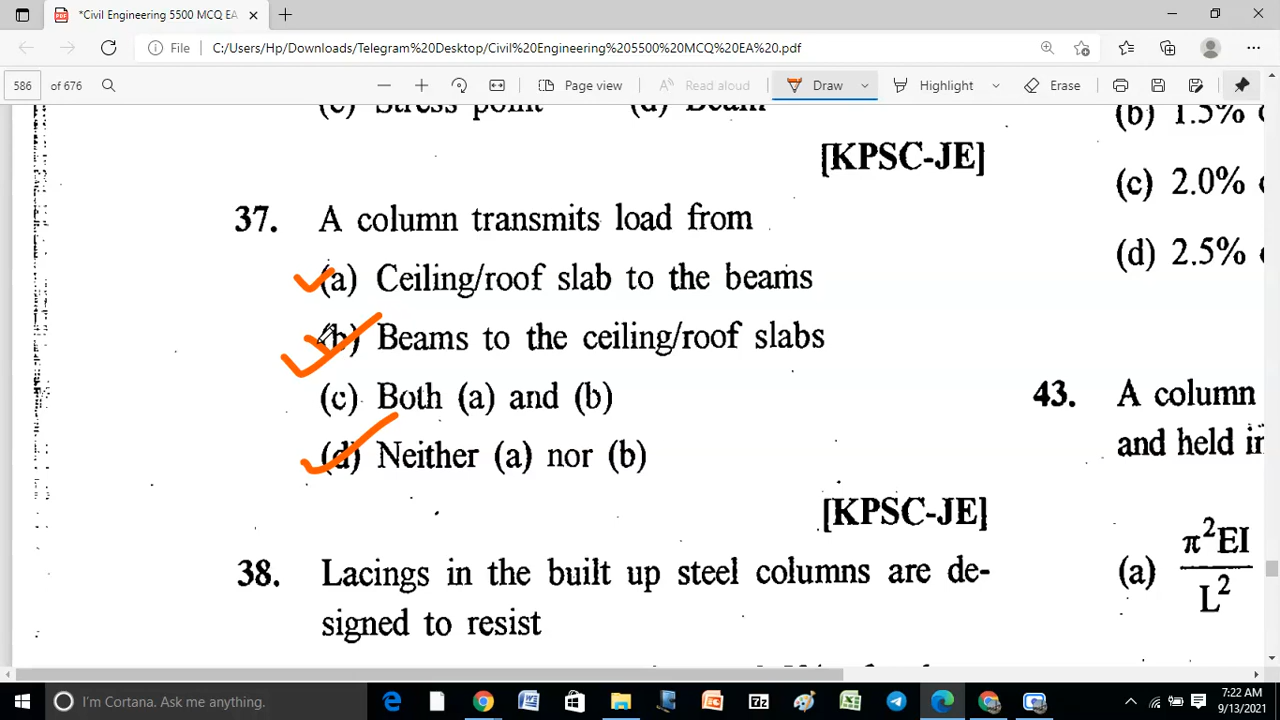 *Civil Engineering 5500 MCQ EA
File
C:/Users/Hp/Downloads/Telegram%20Desktop/Civil%20Engineering%205500%20MCQ%20EA%20.pdf
586 of 676
Page view
Read aloud
Draw
Highlight
Erase
(c) Stress point (d) Beam
[KPSC-JE]
37. A column transmits load from
(a) Ceiling/roof slab to the beams
(b) Beams to the ceiling/roof slabs
(c) Both (a) and (b)
(d) Neither (a) nor (b)
[KPSC-JE]
38. Lacings in the built up steel columns are de-
signed to resist
(b) 1.5%
(c) 2.0%
(d) 2.5%
43. A column
and held in
(a) π²EI
L²
I'm Cortana. Ask me anything.
7:22 AM
9/13/2021